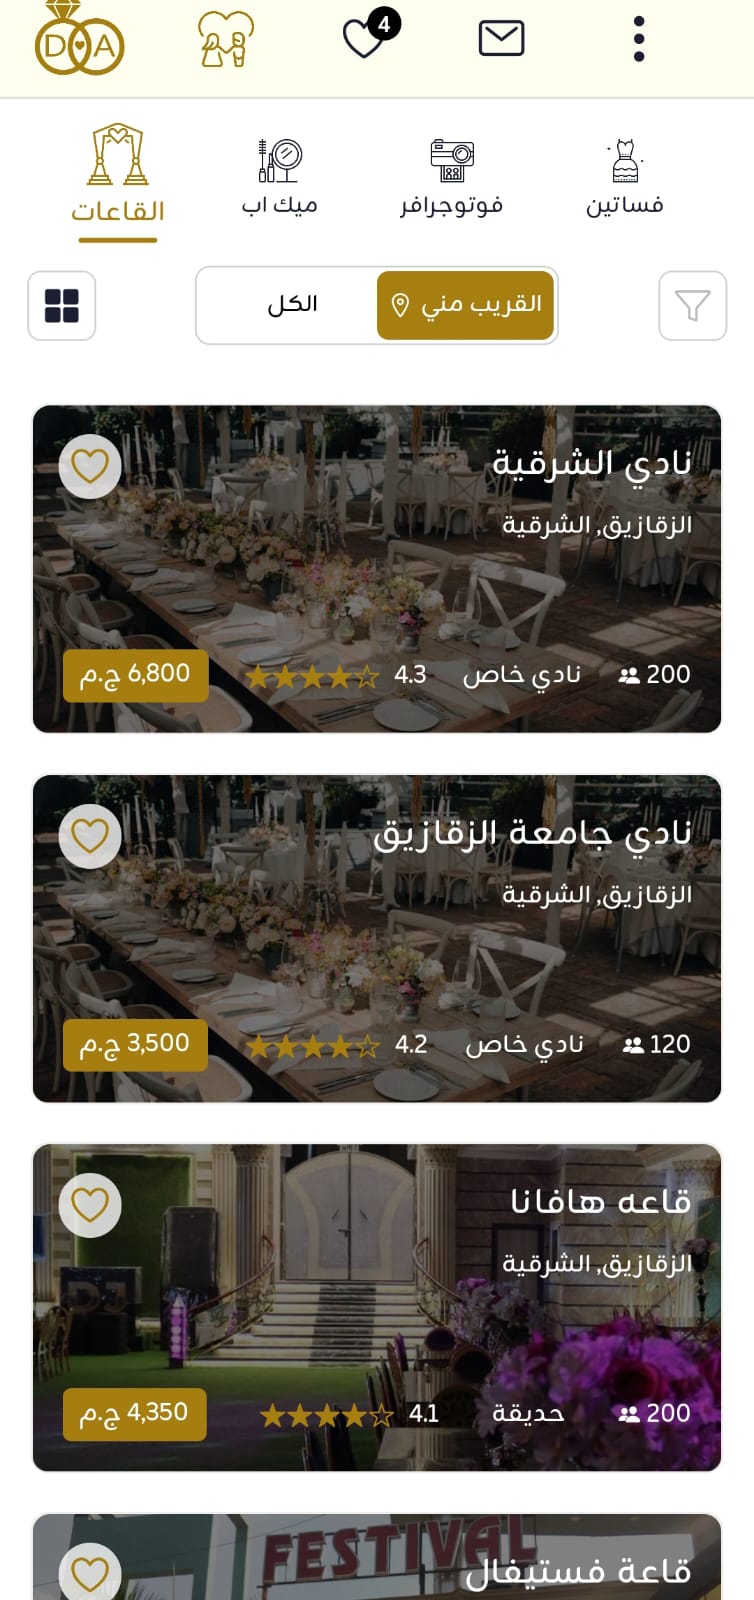 D A
4
القاعات
ميك اب
فوتوجرافر
فساتين
القريب مني
الكل
نادي الشرقية
الزقازيق, الشرقية
200
نادي خاص
4.3
6,800 ج.م
نادي جامعة الزقازيق
الزقازيق, الشرقية
120
نادي خاص
4.2
3,500 ج.م
قاعه هافانا
الزقازيق, الشرقية
DJ
200
حديقة
4.1
4,350 ج.م
FESTIVAL
قاعة فستيفال